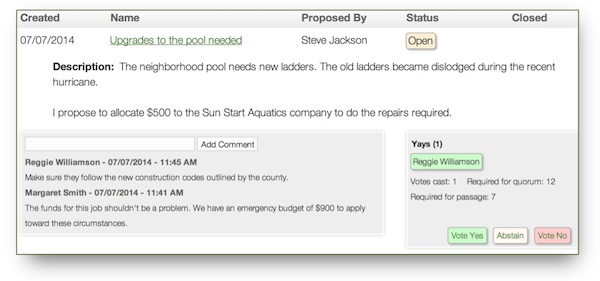 Created Name Proposed By Status Closed
07/07/2014 Upgrades to the pool needed Steve Jackson Open
Description: The neighborhood pool needs new ladders. The old ladders became dislodged during the recent
hurricane.
I propose to allocate $500 to the Sun Start Aquatics company to do the repairs required.
Add Comment
Reggie Williamson - 07/07/2014 - 11:45 AM
Make sure they follow the new construction codes outlined by the county.
Margaret Smith - 07/07/2014 - 11:41 AM
The funds for this job shouldn't be a problem. We have an emergency budget of $900 to apply
toward these circumstances.
Yays (1)
Reggie Williamson
Votes cast: 1 Required for quorum: 12
Required for passage: 7
Vote Yes Abstain Vote No